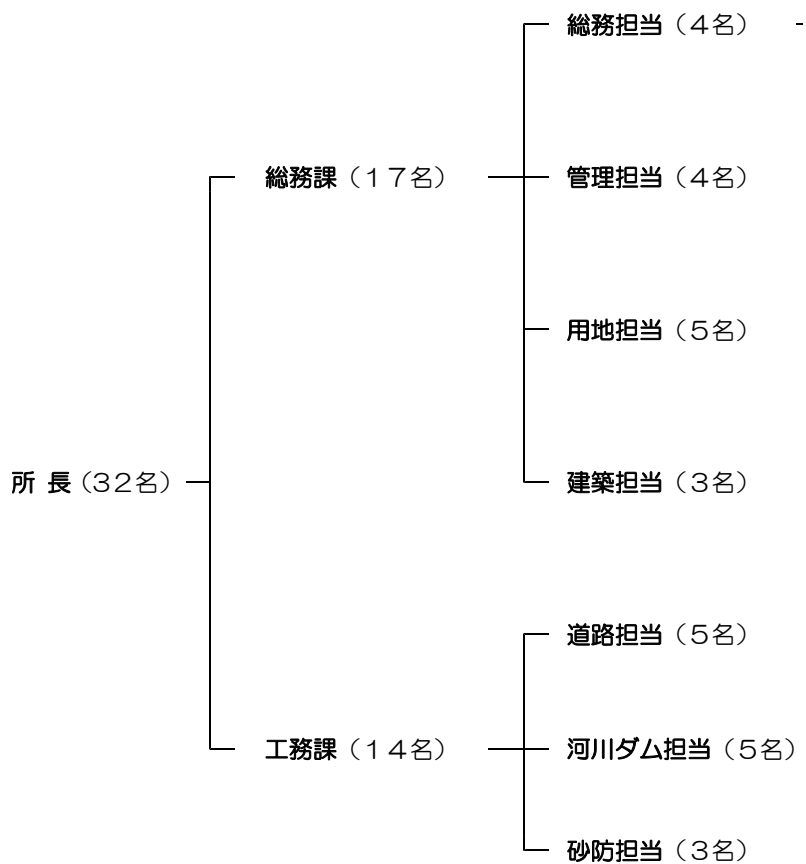 総務担当（4名）
総務課（17名）
管理担当（4名）
用地担当（5名）
所 長（32名）
建築担当（3名）
道路担当（5名）
工務課（14名）
河川ダム担当（5名）
砂防担当（3名）